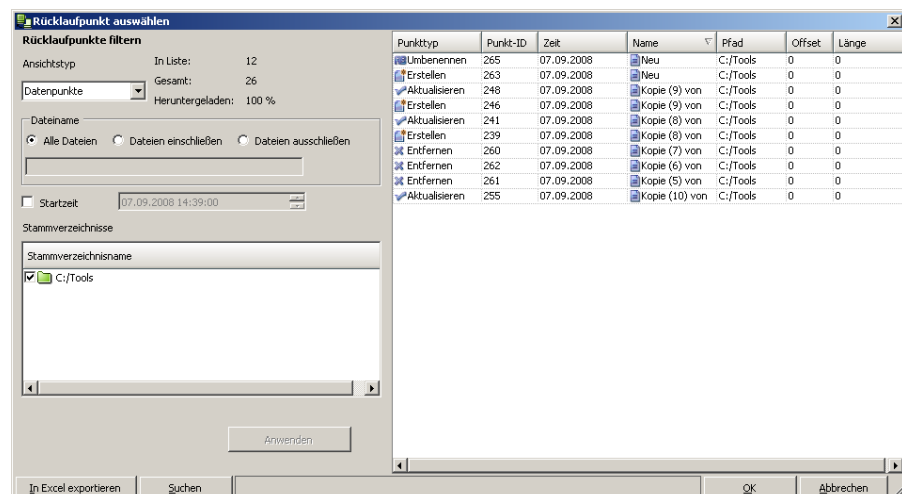 Rücklaufpunkt auswählen
Rücklaufpunkte filtern
Ansichtstyp
In Liste: 12
Gesamt: 26
Datenpunkte
Heruntergeladen: 100 %
Dateiname
Alle Dateien Dateien einschließen Dateien ausschließen
Startzeit 07.09.2008 14:39:00
Stammverzeichnisse
Stammverzeichnisname
C:/Tools
Anwenden
Punkttyp Punkt-ID Zeit Name Pfad Offset Länge
Umbenennen 265 07.09.2008 Neu C:/Tools 0 0
Erstellen 263 07.09.2008 Neu C:/Tools 0 0
Aktualisieren 248 07.09.2008 Kopie (9) von C:/Tools 0 0
Erstellen 246 07.09.2008 Kopie (9) von C:/Tools 0 0
Aktualisieren 241 07.09.2008 Kopie (8) von C:/Tools 0 0
Erstellen 239 07.09.2008 Kopie (8) von C:/Tools 0 0
Entfernen 260 07.09.2008 Kopie (7) von C:/Tools 0 0
Entfernen 262 07.09.2008 Kopie (6) von C:/Tools 0 0
Entfernen 261 07.09.2008 Kopie (5) von C:/Tools 0 0
Aktualisieren 255 07.09.2008 Kopie (10) von C:/Tools 0 0
In Excel exportieren Suchen OK Abbrechen